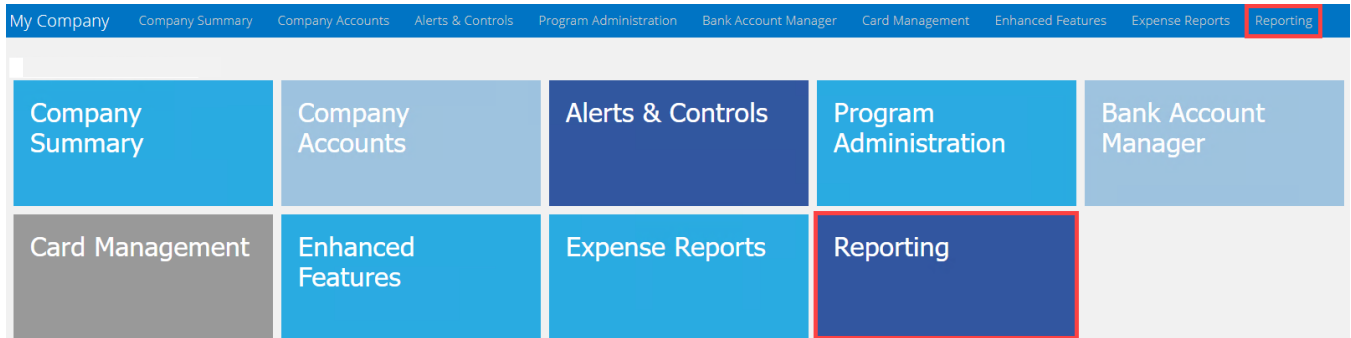 My Company Company Summary Company Accounts Alerts & Controls Program Administration Bank Account Manager Card Management Enhanced Features Expense Reports Reporting
Company
Summary
Company
Accounts
Alerts & Controls
Program
Administration
Bank Account
Manager
Card Management
Enhanced
Features
Expense Reports
Reporting